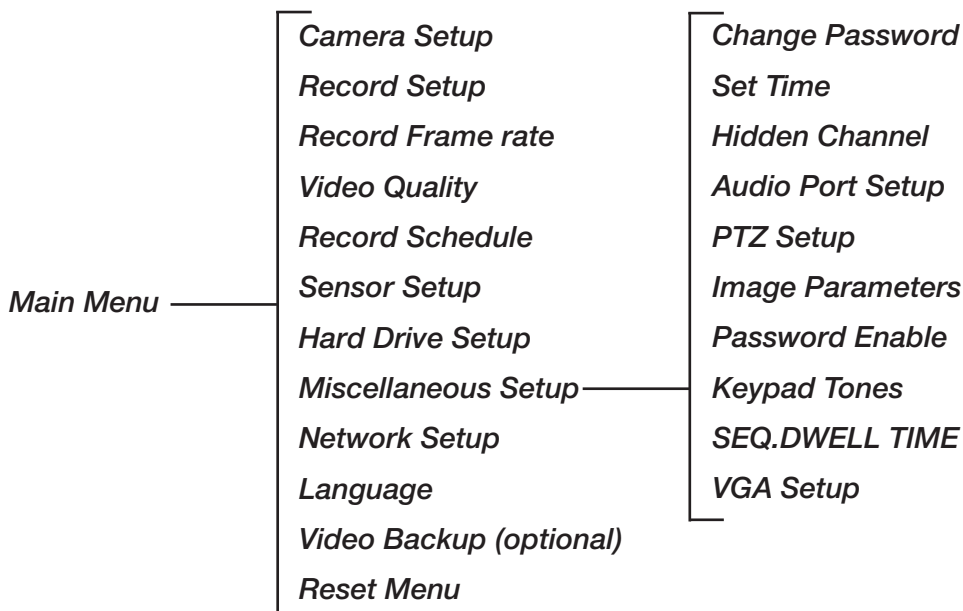 Main Menu
Camera Setup
Record Setup
Record Frame rate
Video Quality
Record Schedule
Sensor Setup
Hard Drive Setup
Miscellaneous Setup
Network Setup
Language
Video Backup (optional)
Reset Menu
Change Password
Set Time
Hidden Channel
Audio Port Setup
PTZ Setup
Image Parameters
Password Enable
Keypad Tones
SEQ.DWELL TIME
VGA Setup